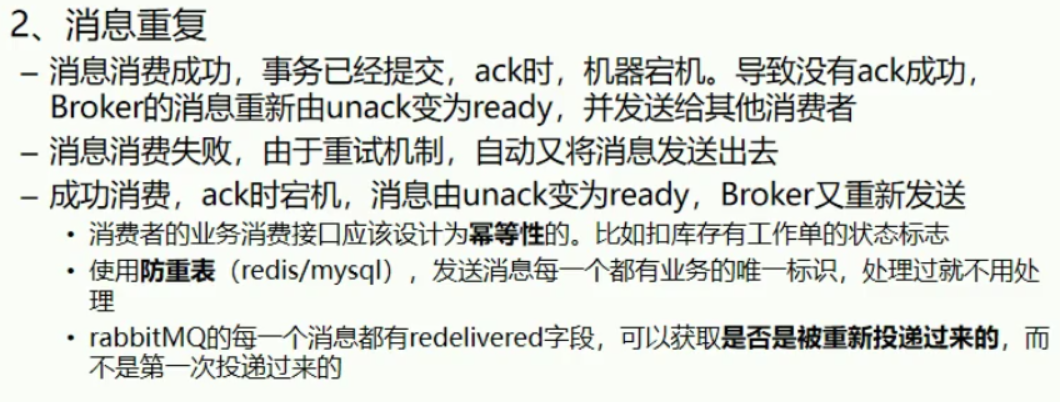 2、消息重复
– 消息消费成功，事务已经提交，ack时，机器宕机。导致没有ack成功，
Broker的消息重新由unack变为ready，并发送给其他消费者
– 消息消费失败，由于重试机制，自动又将消息发送出去
– 成功消费，ack时宕机，消息由unack变为ready，Broker又重新发送
• 消费者的业务消费接口应该设计为幂等性的。比如扣库存有工作单的状态标志
• 使用防重表（redis/mysql），发送消息每一个都有业务的唯一标识，处理过就不用处
理
• rabbitMQ的每一个消息都有redelivered字段，可以获取是否是被重新投递过来的，而
不是第一次投递过来的